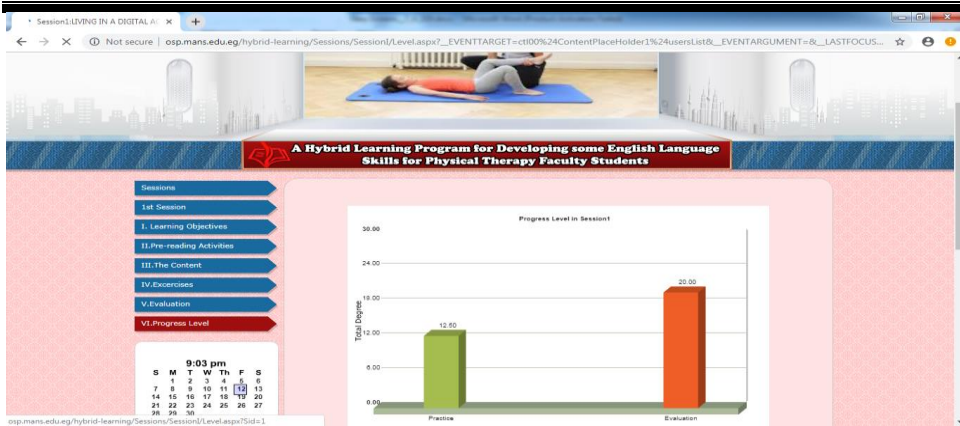 Session1:LIVING IN A DIGITAL AG
Not secure | osp.mans.edu.eg/hybrid-learning/Sessions/SessionI/Level.aspx?__EVENTTARGET=ctl00%24ContentPlaceHolder1%24usersList&__EVENTARGUMENT=&__LASTFOCUS...
A Hybrid Learning Program for Developing some English Language
Skills for Physical Therapy Faculty Students
Sessions
1st Session
I. Learning Objectives
II.Pre-reading Activities
III.The Content
IV.Excercises
V.Evaluation
VI.Progress Level
9:03 pm
S M T W Th F S
1 2 3 4 5 6
7 8 9 10 11 12 13
14 15 16 17 18 19 20
21 22 23 24 25 26 27
28 29 30
Progress Level in Session1
30.00
24.00
18.00
12.00
6.00
0.00
Total Degree
12.50
20.00
Practice
Evaluation
osp.mans.edu.eg/hybrid-learning/Sessions/SessionI/Level.aspx?Sid=1